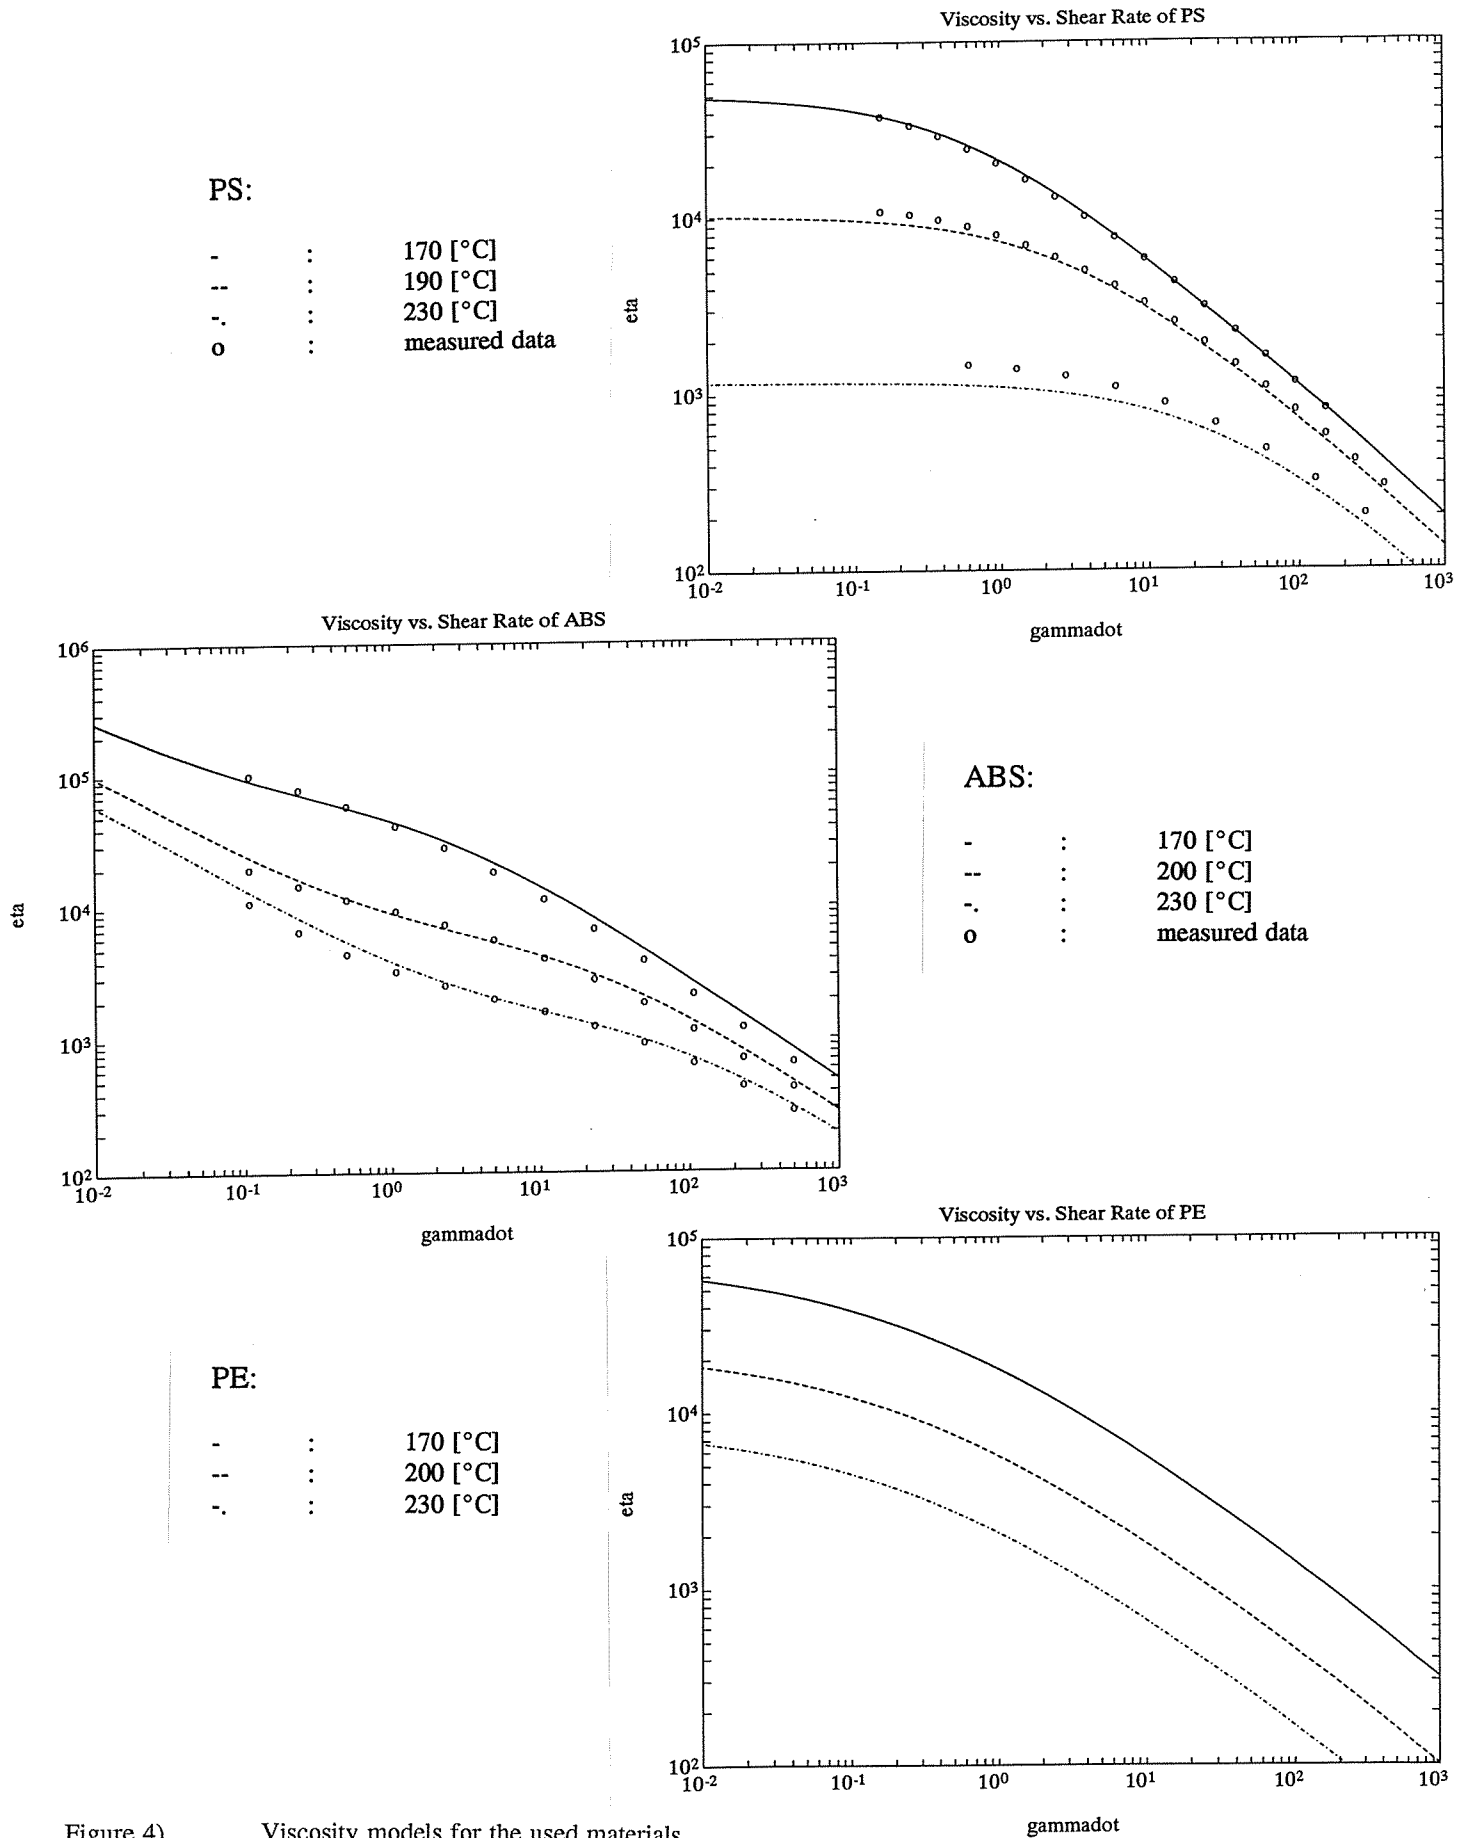 Viscosity vs. Shear Rate of PS
10^5
10^4
10^3
10^2
eta
10^-2 10^-1 10^0 10^1 10^2 10^3
gammadot
PS:
- : 170 [°C]
-- : 190 [°C]
-. : 230 [°C]
o : measured data
Viscosity vs. Shear Rate of ABS
10^6
10^5
10^4
10^3
10^2
eta
10^-2 10^-1 10^0 10^1 10^2 10^3
gammadot
ABS:
- : 170 [°C]
-- : 200 [°C]
-. : 230 [°C]
o : measured data
Viscosity vs. Shear Rate of PE
10^5
10^4
10^3
10^2
eta
10^-2 10^-1 10^0 10^1 10^2 10^3
gammadot
PE:
- : 170 [°C]
-- : 200 [°C]
-. : 230 [°C]
Figure 4) Viscosity models for the used materials